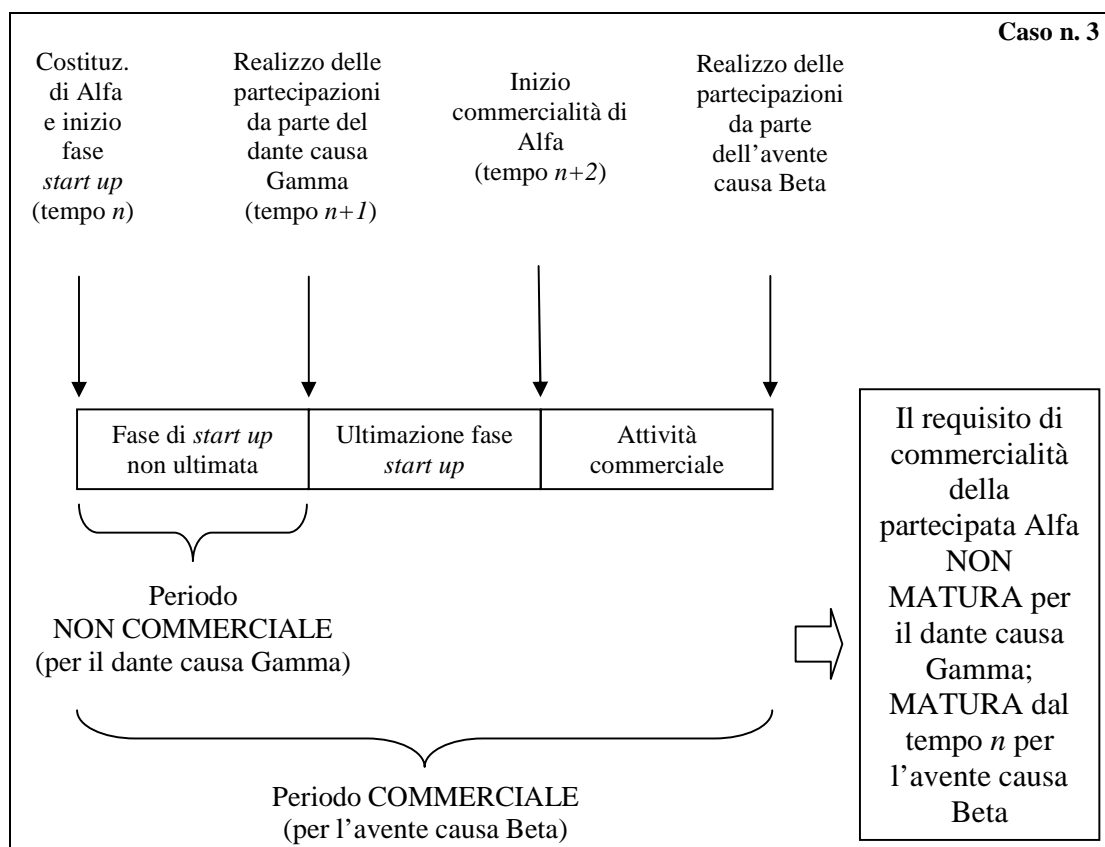 Caso n. 3
Costituz.
di Alfa
e inizio
fase
start up
(tempo n)
Realizzo delle
partecipazioni
da parte del
dante causa
Gamma
(tempo n+1)
Inizio
commercialità di
Alfa
(tempo n+2)
Realizzo delle
partecipazioni
da parte
dell’avente
causa Beta
Fase di start up
non ultimata
Ultimazione fase
start up
Attività
commerciale
Periodo
NON COMMERCIALE
(per il dante causa Gamma)
Periodo COMMERCIALE
(per l’avente causa Beta)
Il requisito di
commercialità
della
partecipata Alfa
NON
MATURA per
il dante causa
Gamma;
MATURA dal
tempo n per
l’avente causa
Beta